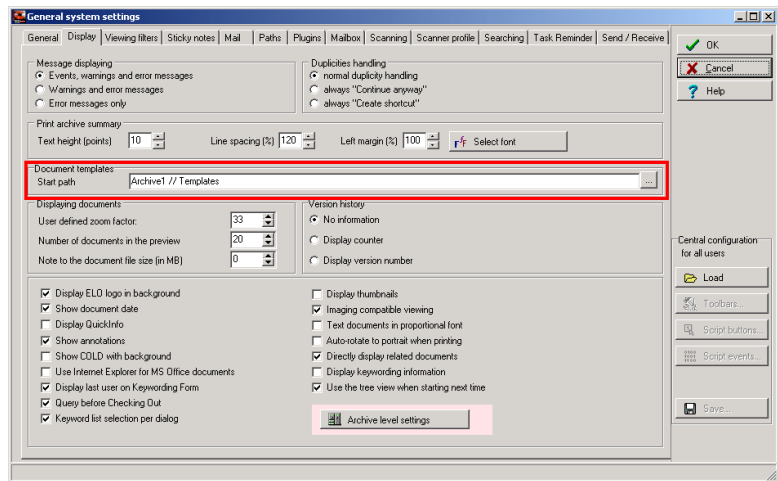 General system settings
General Display Viewing filters Sticky notes Mail Paths Plugins Mailbox Scanning Scanner profile Searching Task Reminder Send / Receive
OK
Cancel
Help
Message displaying
Events, warnings and error messages
Warnings and error messages
Error messages only
Duplicities handling
normal duplicity handling
always "Continue anyway"
always "Create shortcut"
Print archive summary
Text height (points) 10 Line spacing (%) 120 Left margin (%) 100 Select font
Document templates
Start path Archive1 // Templates ...
Displaying documents
User defined zoom factor: 33
Number of documents in the preview 20
Note to the document file size (in MB) 0
Version history
No information
Display counter
Display version number
Central configuration
for all users
Load
Toolbars...
Script buttons...
Script events...
Save...
Display ELO logo in background
Show document date
Display QuickInfo
Show annotations
Show COLD with background
Use Internet Explorer for MS Office documents
Display last user on Keywording Form
Query before Checking Out
Keyword list selection per dialog
Display thumbnails
Imaging compatible viewing
Text documents in proportional font
Auto-rotate to portrait when printing
Directly display related documents
Display keywording information
Use the tree view when starting next time
Archive level settings